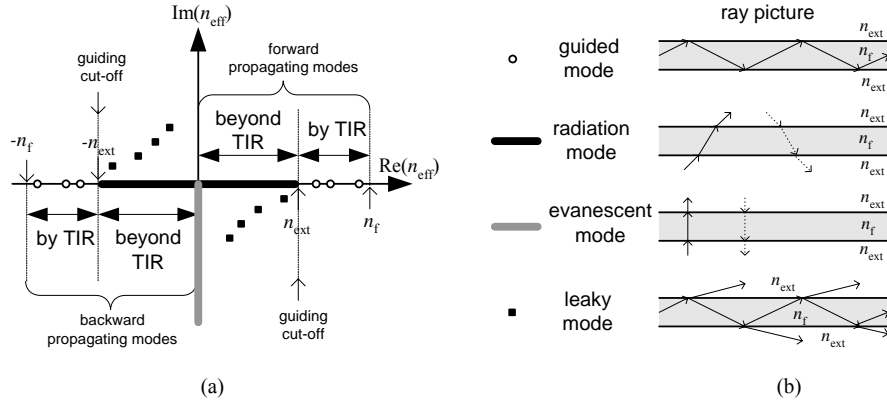 Im(n_eff)
guiding
cut-off
forward
propagating modes
beyond
TIR
by TIR
-n_f
-n_ext
Re(n_eff)
by TIR
beyond
TIR
n_ext
n_f
backward
propagating modes
guiding
cut-off
(a)
ray picture
guided
mode
n_ext
n_f
n_ext
radiation
mode
n_ext
n_f
n_ext
evanescent
mode
n_ext
n_f
n_ext
leaky
mode
n_ext
n_f
n_ext
(b)